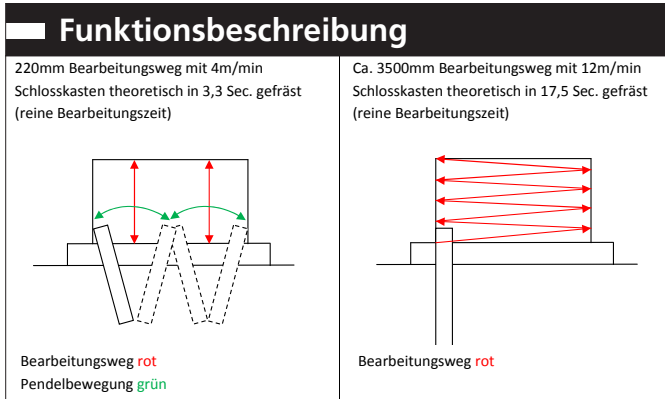 Funktionsbeschreibung
220mm Bearbeitungsweg mit 4m/min
Schlosskasten theoretisch in 3,3 Sec. gefräst
(reine Bearbeitungszeit)
Bearbeitungsweg rot
Pendelbewegung grün
Ca. 3500mm Bearbeitungsweg mit 12m/min
Schlosskasten theoretisch in 17,5 Sec. gefräst
(reine Bearbeitungszeit)
Bearbeitungsweg rot